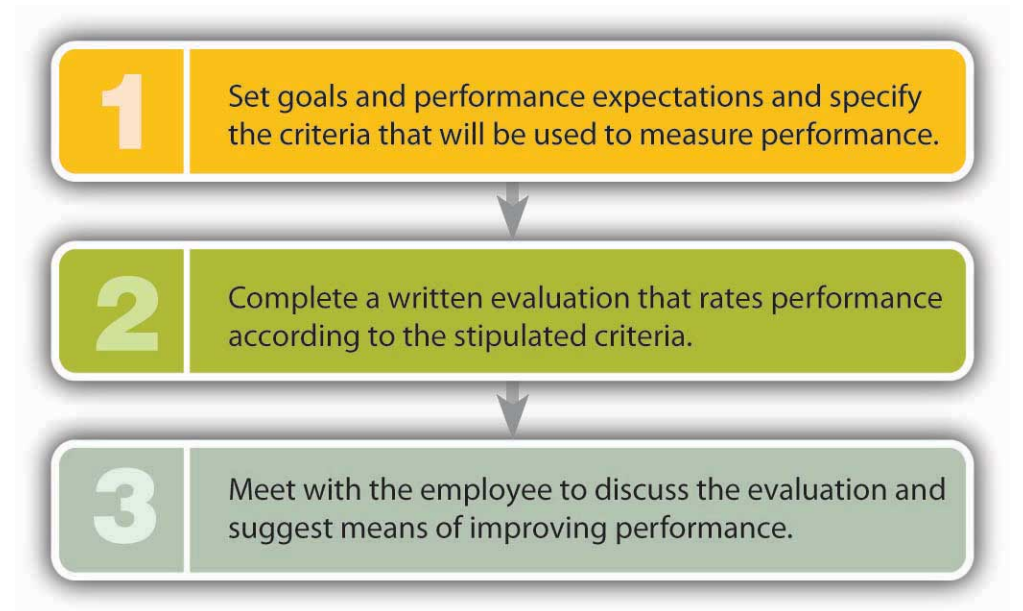 1
Set goals and performance expectations and specify
the criteria that will be used to measure performance.
2
Complete a written evaluation that rates performance
according to the stipulated criteria.
3
Meet with the employee to discuss the evaluation and
suggest means of improving performance.